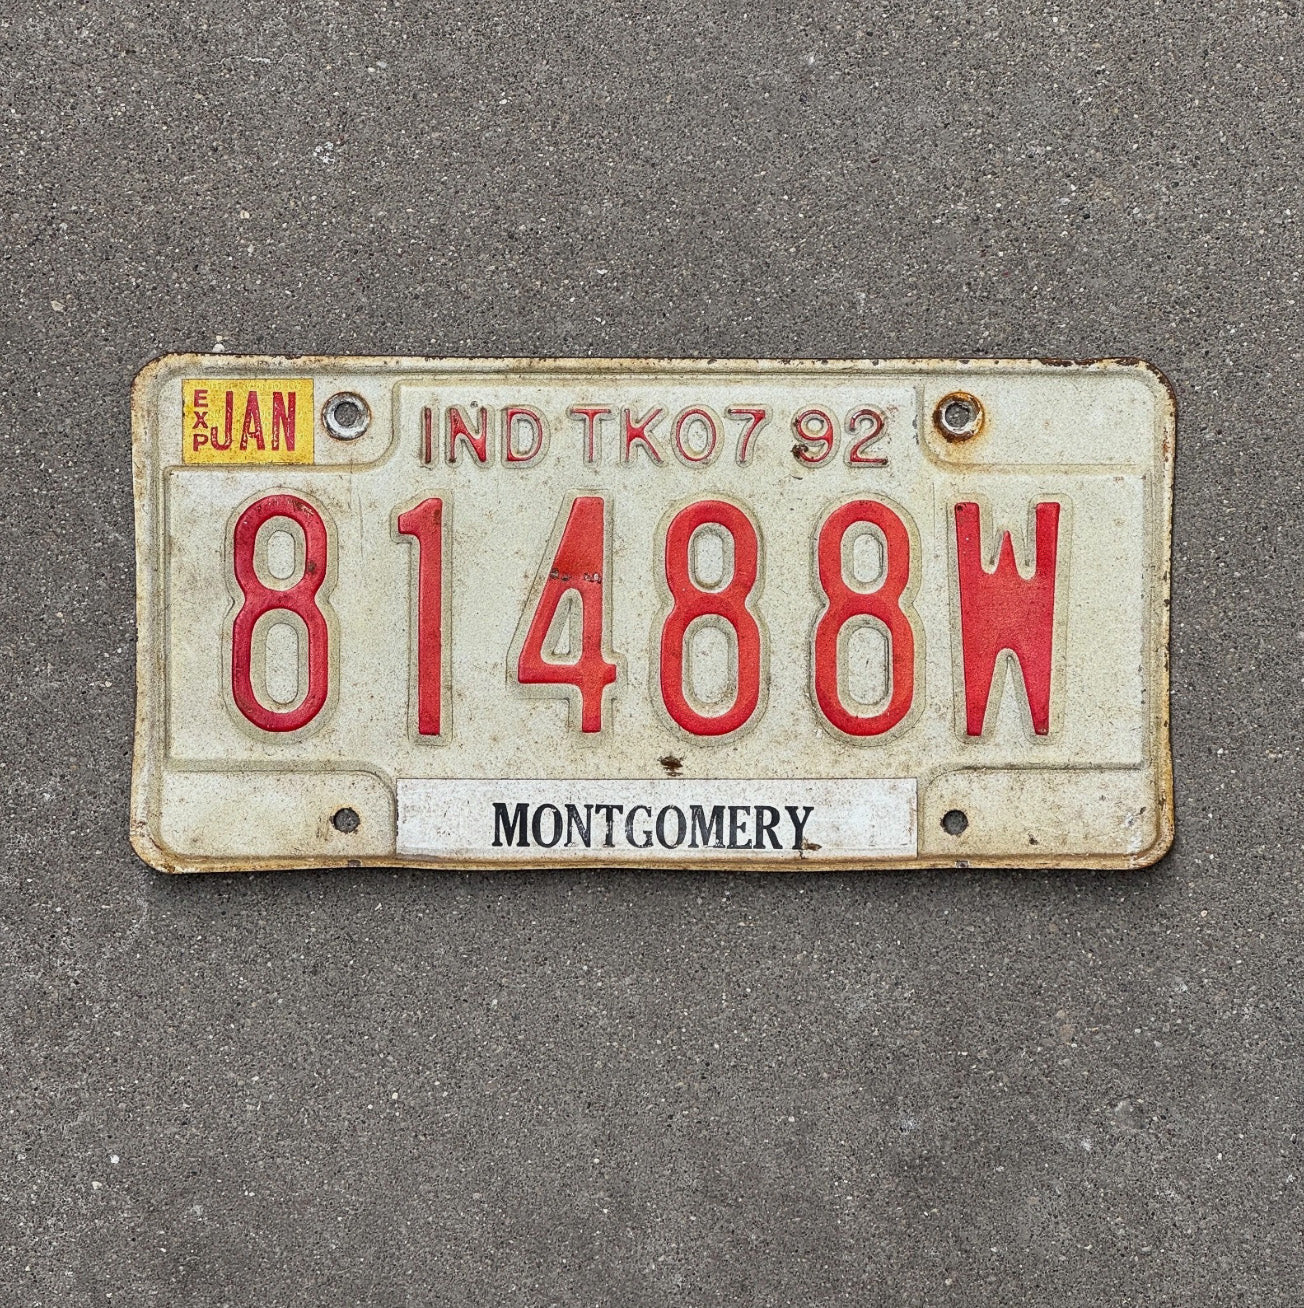 EXP JAN
IND TK07 92
81488W
MONTGOMERY